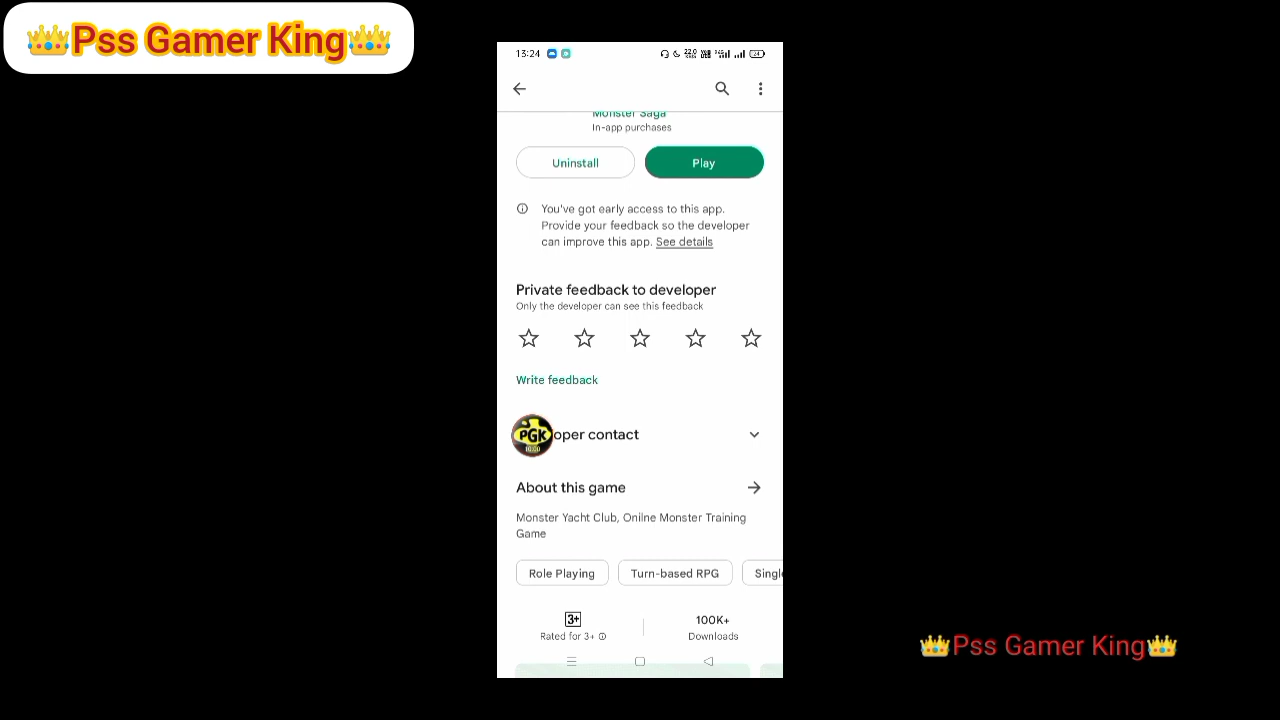 👑Pss Gamer King👑
13:24
Monster Saga
In-app purchases
Uninstall
Play
You've got early access to this app.
Provide your feedback so the developer
can improve this app. See details
Private feedback to developer
Only the developer can see this feedback
Write feedback
PGK
oper contact
About this game
Monster Yacht Club, Onilne Monster Training
Game
Role Playing
Turn-based RPG
Single
3+
100K+
Rated for 3+
Downloads
👑Pss Gamer King👑